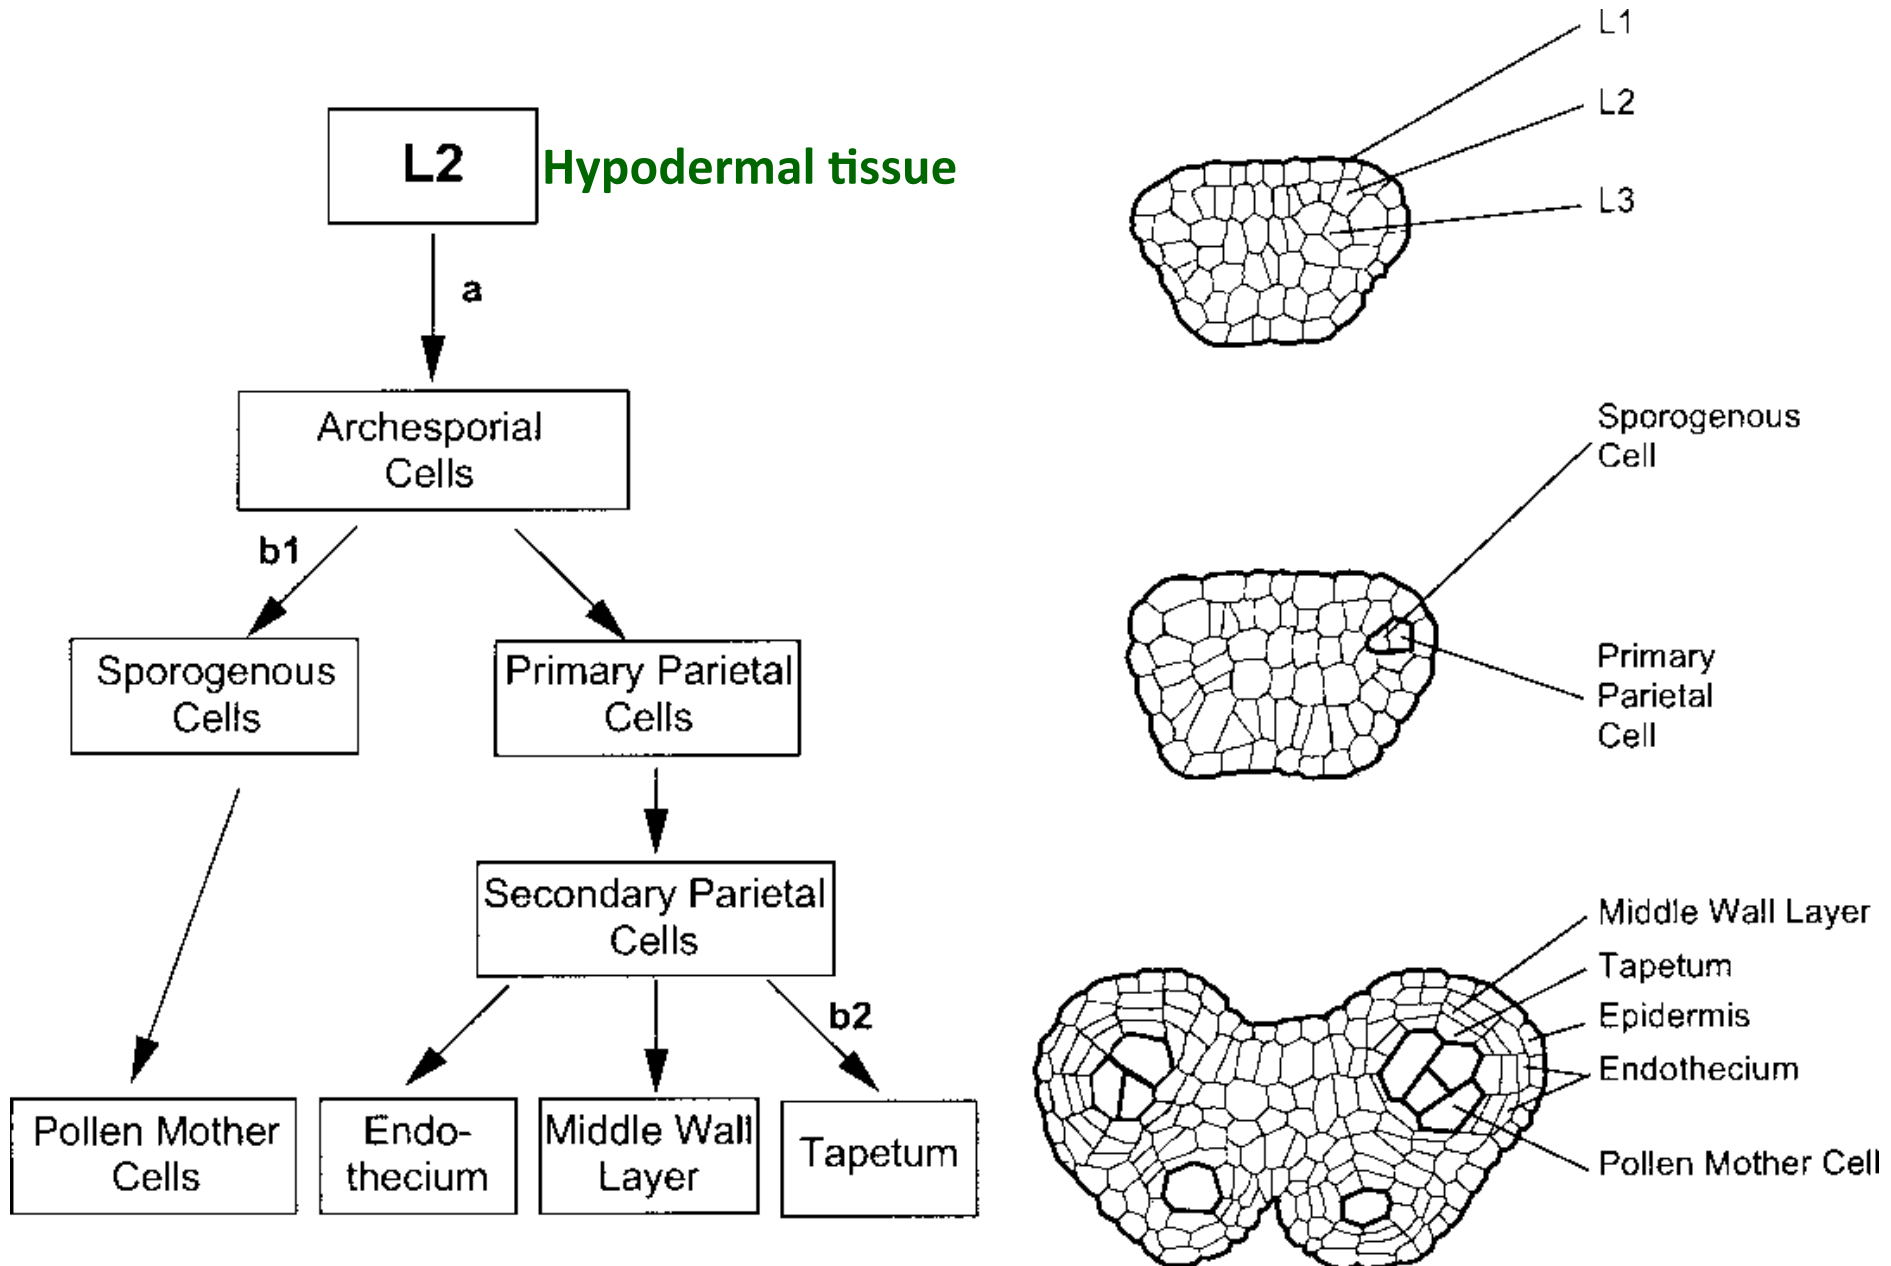 L2
Hypodermal tissue
a
Archesporial
Cells
b1
Sporogenous
Cells
Primary Parietal
Cells
Secondary Parietal
Cells
b2
Pollen Mother
Cells
Endo-
thecium
Middle Wall
Layer
Tapetum
L1
L2
L3
Sporogenous
Cell
Primary
Parietal
Cell
Middle Wall Layer
Tapetum
Epidermis
Endothecium
Pollen Mother Cell